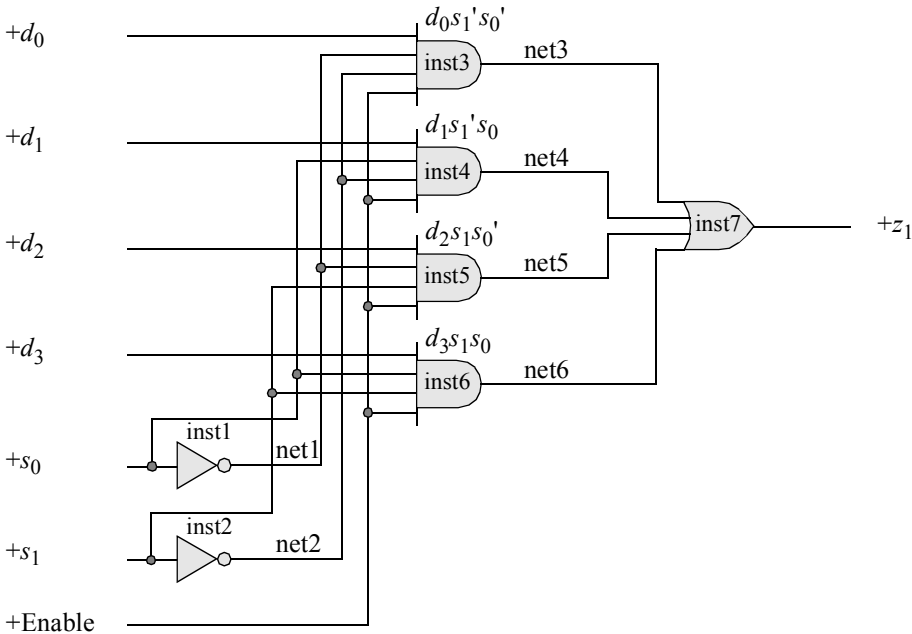 +d₀
d₀s₁'s₀'
inst3
net3
+d₁
d₁s₁'s₀
inst4
net4
inst7
+z₁
+d₂
d₂s₁s₀'
inst5
net5
+d₃
d₃s₁s₀
inst6
net6
+s₀
inst1
net1
+s₁
inst2
net2
+Enable